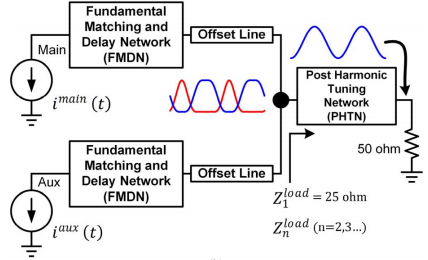 Fundamental
Matching and
Delay Network
(FMDN)
Offset Line
Main
i^{main}(t)
Post Harmonic
Tuning
Network
(PHTN)
50 ohm
Fundamental
Matching and
Delay Network
(FMDN)
Offset Line
Aux
i^{aux}(t)
Z_1^{load} = 25 ohm
Z_n^{load} (n=2,3...)